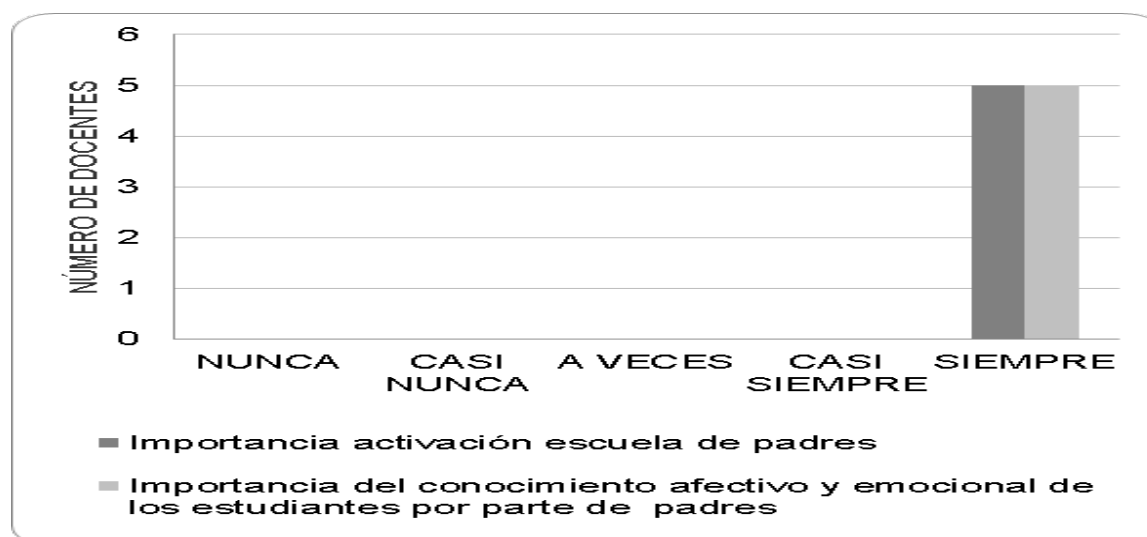 NÚMERO DE DOCENTES
6
5
4
3
2
1
0
NUNCA
CASI NUNCA
A VECES
CASI SIEMPRE
SIEMPRE
Importancia activación escuela de padres
Importancia del conocimiento afectivo y emocional de
los estudiantes por parte de padres